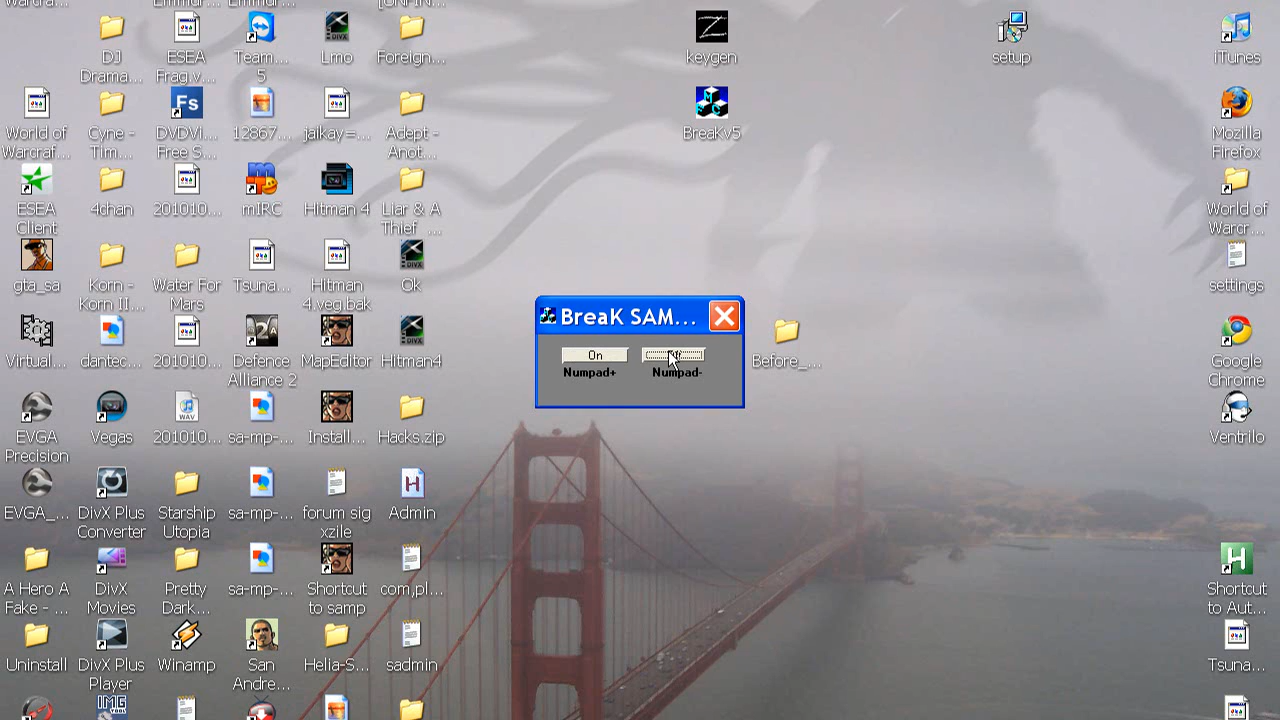 DJ
Drama...
ESEA
Frag.v...
Team...
5
Lmo
Foreign...
keygen
setup
iTunes
World of
Warcraf...
Cyne -
Tim...
DVDVi...
Free S...
12867...
jaikay=...
Adept -
Anot...
BreaKv5
Mozilla
Firefox
ESEA
Client
4chan
201010...
mIRC
Hitman 4
Liar & A
Thief ...
World of
Warcr...
gta_sa
Korn -
Korn II...
Water For
Mars
Tsuna...
Hitman
4.veg.bak
Ok
settings
BreaK SAM...
On
Numpad+
Numpad-
Virtual...
dantec...
201010...
Defence
Alliance 2
MapEditor
Hitman4
Before_...
Google
Chrome
EVGA
Precision
Vegas
201010...
sa-mp-...
Install...
Hacks.zip
Ventrilo
EVGA_...
DivX Plus
Converter
Starship
Utopia
sa-mp-...
forum sig
xzile
Admin
A Hero A
Fake - ...
DivX
Movies
Pretty
Dark...
sa-mp-...
Shortcut
to samp
com,pl...
Shortcut
to Aut...
Uninstall
DivX Plus
Player
Winamp
San
Andre...
Helia-S...
sadmin
Tsuna...